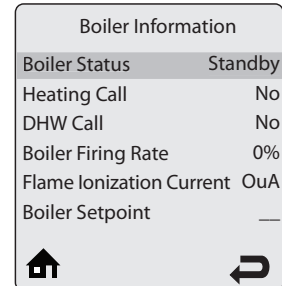 Boiler Information
Boiler Status Standby
Heating Call No
DHW Call No
Boiler Firing Rate 0%
Flame Ionization Current OuA
Boiler Setpoint __